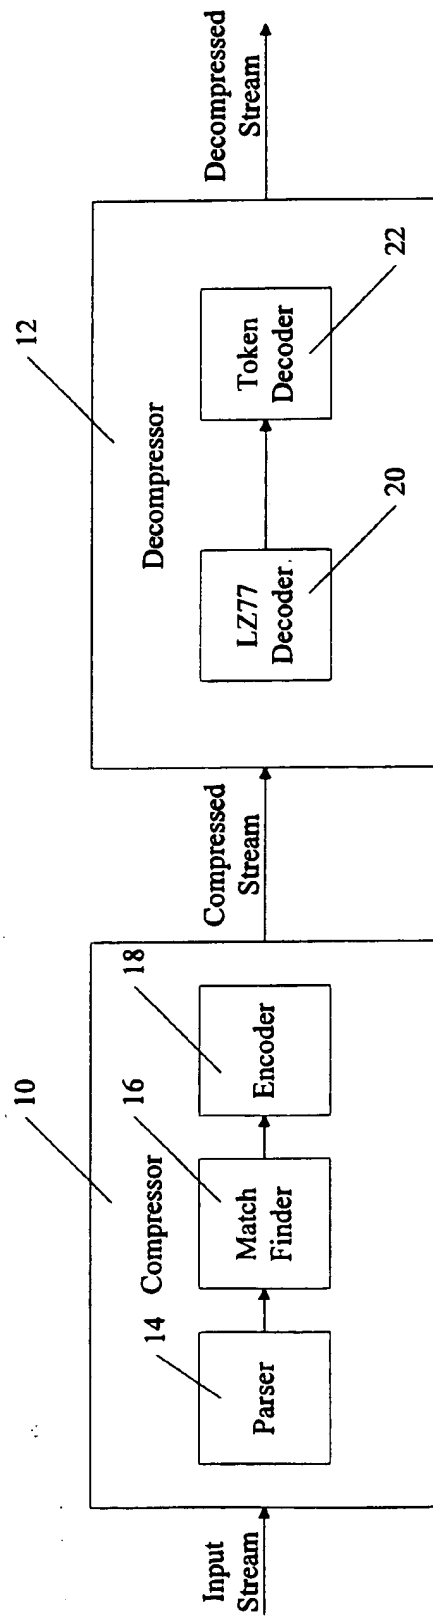 Input
Stream
10
Compressor
14
Parser
16
Match
Finder
18
Encoder
Compressed
Stream
12
Decompressor
LZ77
Decoder
20
Token
Decoder
22
Decompressed
Stream